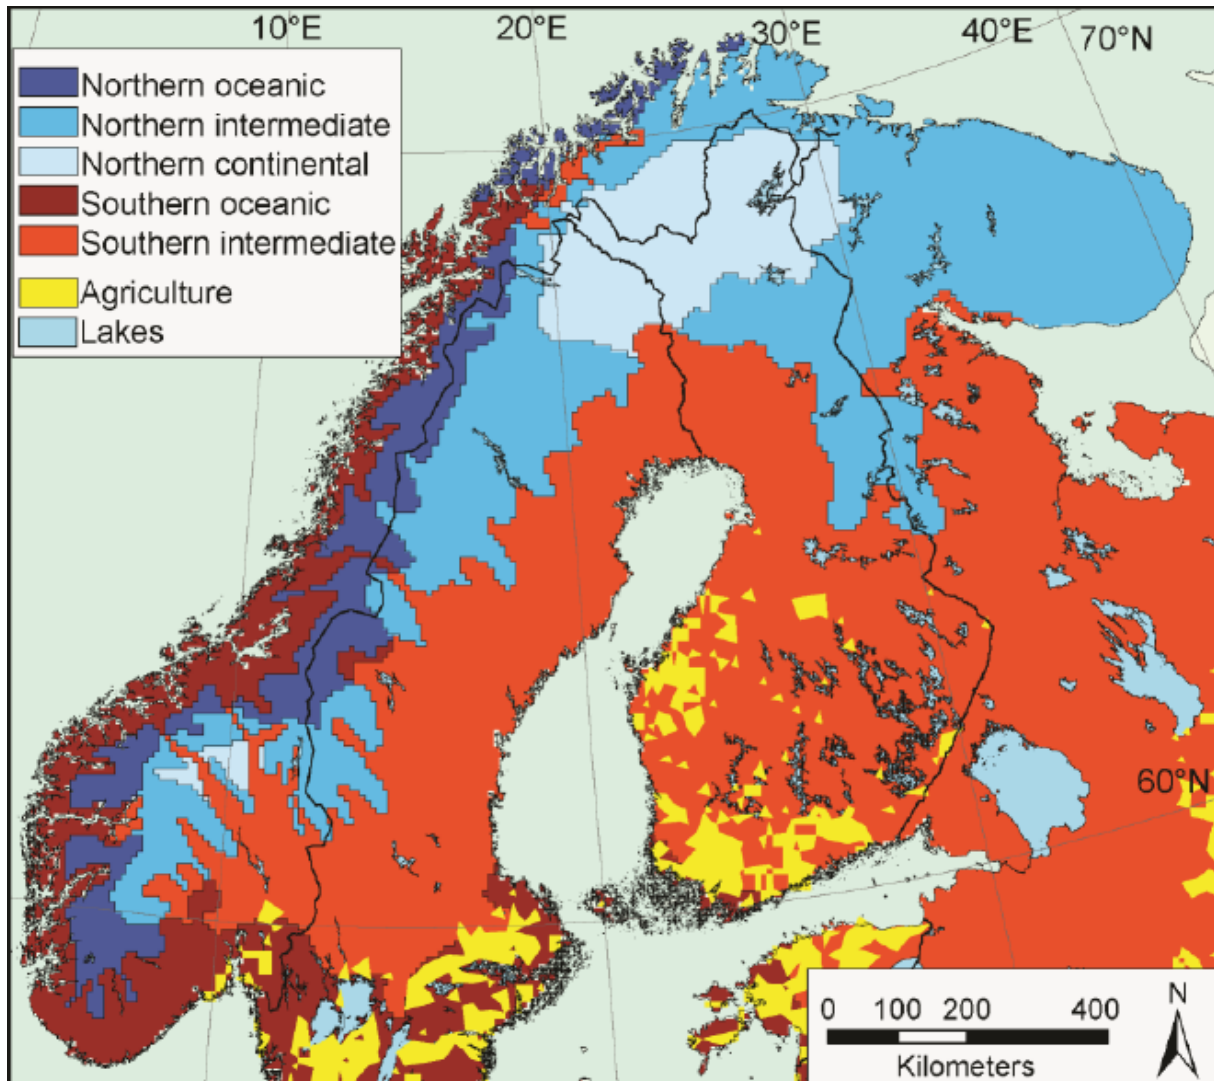 10°E 20°E 30°E 40°E 70°N
Northern oceanic
Northern intermediate
Northern continental
Southern oceanic
Southern intermediate
Agriculture
Lakes
60°N
0 100 200 400
Kilometers
N